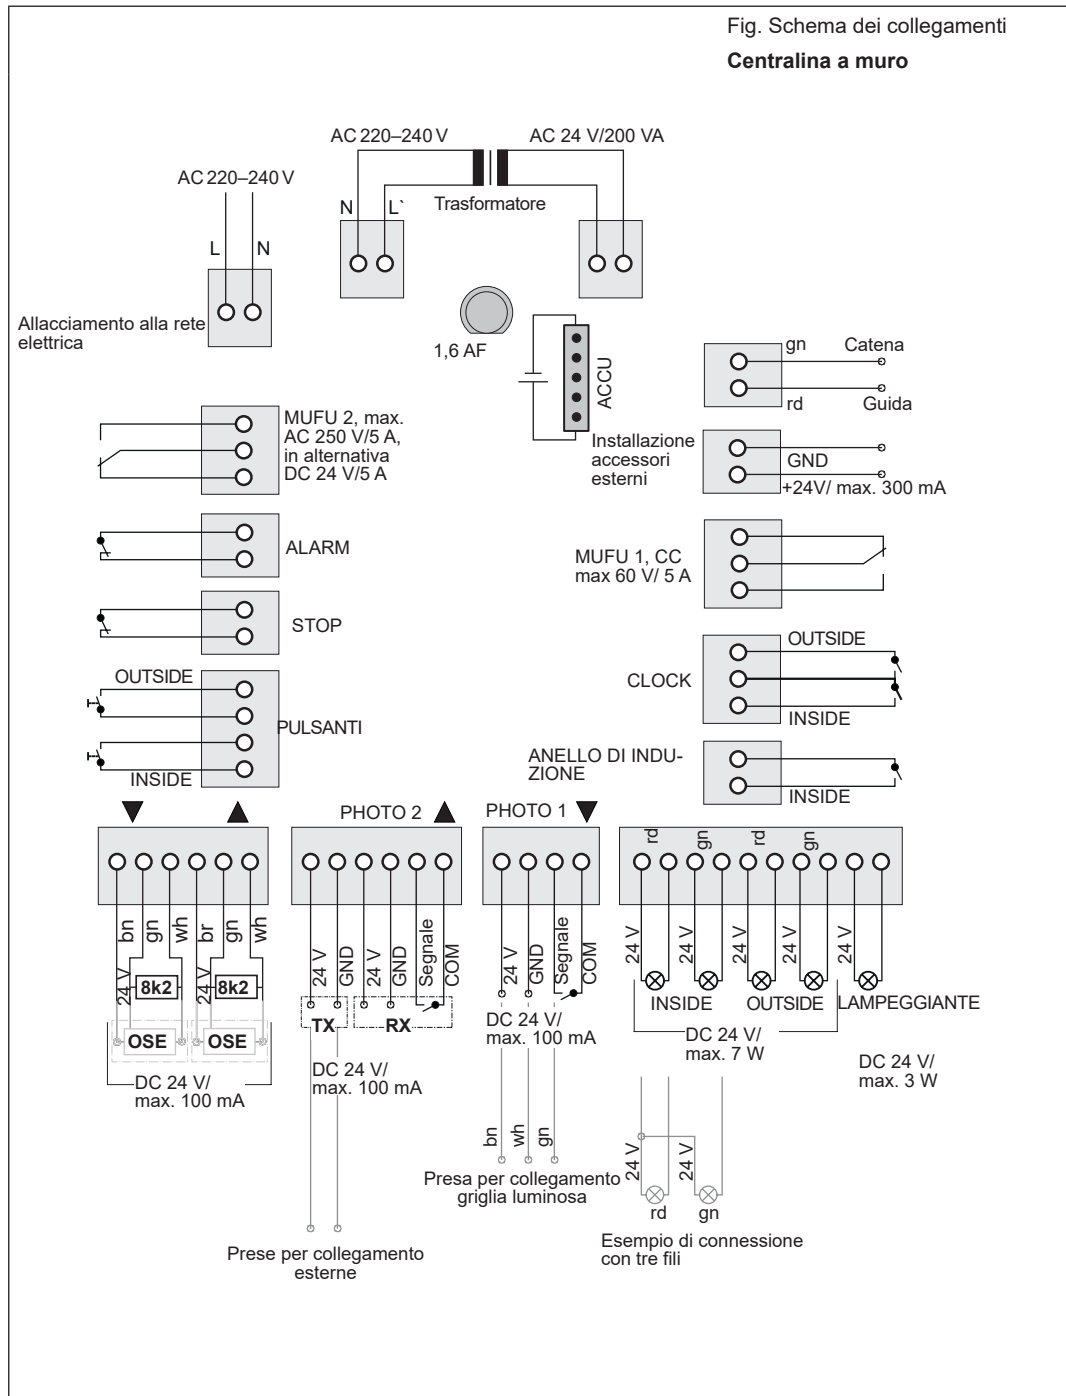 Fig. Schema dei collegamenti
Centralina a muro
AC 220–240 V
AC 24 V/200 VA
AC 220–240 V
N
L`
Trasformatore
L
N
Allacciamento alla rete
elettrica
1,6 AF
ACCU
gn
Catena
rd
Guida
MUFU 2, max.
AC 250 V/5 A,
in alternativa
DC 24 V/5 A
Installazione
accessori
esterni
GND
+24V/ max. 300 mA
ALARM
MUFU 1, CC
max 60 V/ 5 A
STOP
OUTSIDE
PULSANTI
INSIDE
OUTSIDE
CLOCK
INSIDE
ANELLO DI INDU-
ZIONE
INSIDE
PHOTO 2
PHOTO 1
rd
gn
rd
gn
bn
gn
wh
br
gn
wh
24 V
24 V
8k2
8k2
OSE
OSE
DC 24 V/
max. 100 mA
24 V
GND
24 V
GND
Segnale
COM
TX
RX
DC 24 V/
max. 100 mA
24 V
GND
Segnale
COM
DC 24 V/
max. 100 mA
24 V
24 V
24 V
24 V
24 V
INSIDE
OUTSIDE
LAMPEGGIANTE
DC 24 V/
max. 7 W
DC 24 V/
max. 3 W
bn
wh
gn
Presa per collegamento
griglia luminosa
24 V
24 V
rd
gn
Esempio di connessione
con tre fili
Prese per collegamento
esterne